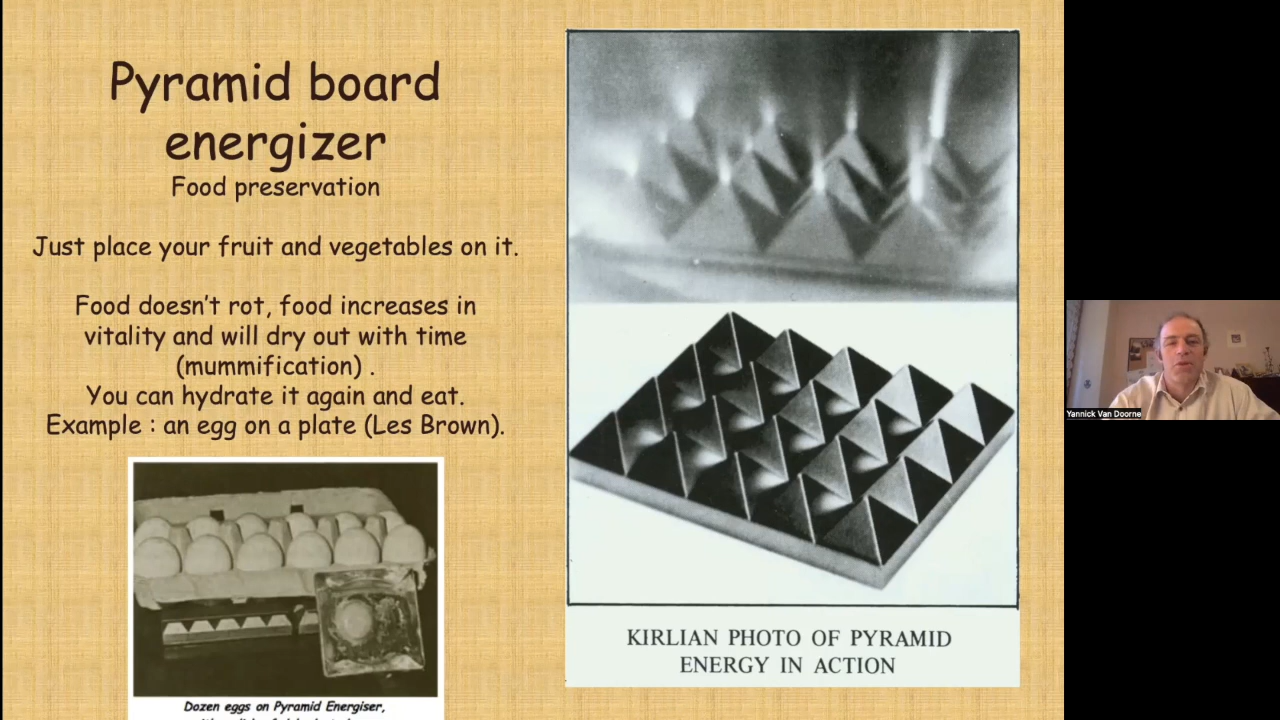 Pyramid board
energizer
Food preservation
Just place your fruit and vegetables on it.
Food doesn't rot, food increases in
vitality and will dry out with time
(mummification) .
You can hydrate it again and eat.
Example : an egg on a plate (Les Brown).
Dozen eggs on Pyramid Energiser,
KIRLIAN PHOTO OF PYRAMID
ENERGY IN ACTION
Yannick Van Doorne